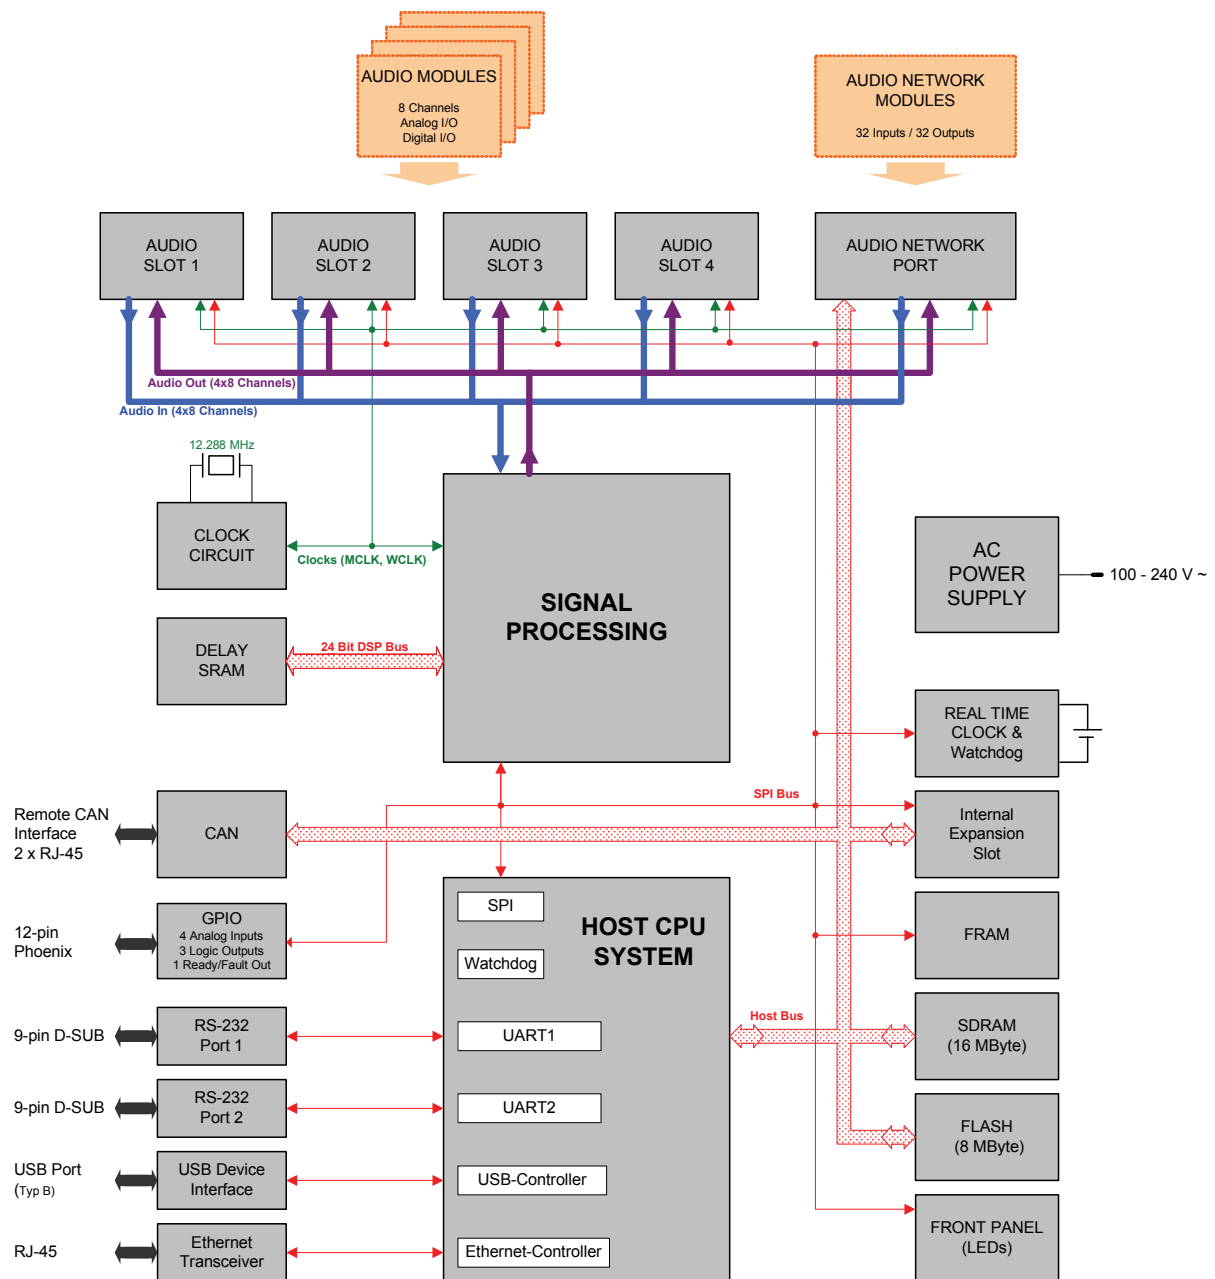 AUDIO MODULES
8 Channels
Analog I/O
Digital I/O
AUDIO NETWORK
MODULES
32 Inputs / 32 Outputs
AUDIO
SLOT 1
AUDIO
SLOT 2
AUDIO
SLOT 3
AUDIO
SLOT 4
AUDIO NETWORK
PORT
Audio Out (4x8 Channels)
Audio In (4x8 Channels)
12.288 MHz
CLOCK
CIRCUIT
Clocks (MCLK, WCLK)
SIGNAL
PROCESSING
AC
POWER
SUPPLY
100 - 240 V ~
DELAY
SRAM
24 Bit DSP Bus
REAL TIME
CLOCK &
Watchdog
SPI Bus
Remote CAN
Interface
2 x RJ-45
CAN
Internal
Expansion
Slot
12-pin
Phoenix
GPIO
4 Analog Inputs
3 Logic Outputs
1 Ready/Fault Out
SPI
Watchdog
HOST CPU
SYSTEM
FRAM
9-pin D-SUB
RS-232
Port 1
UART1
Host Bus
SDRAM
(16 MByte)
9-pin D-SUB
RS-232
Port 2
UART2
FLASH
(8 MByte)
USB Port
(Typ B)
USB Device
Interface
USB-Controller
RJ-45
Ethernet
Transceiver
Ethernet-Controller
FRONT PANEL
(LEDs)